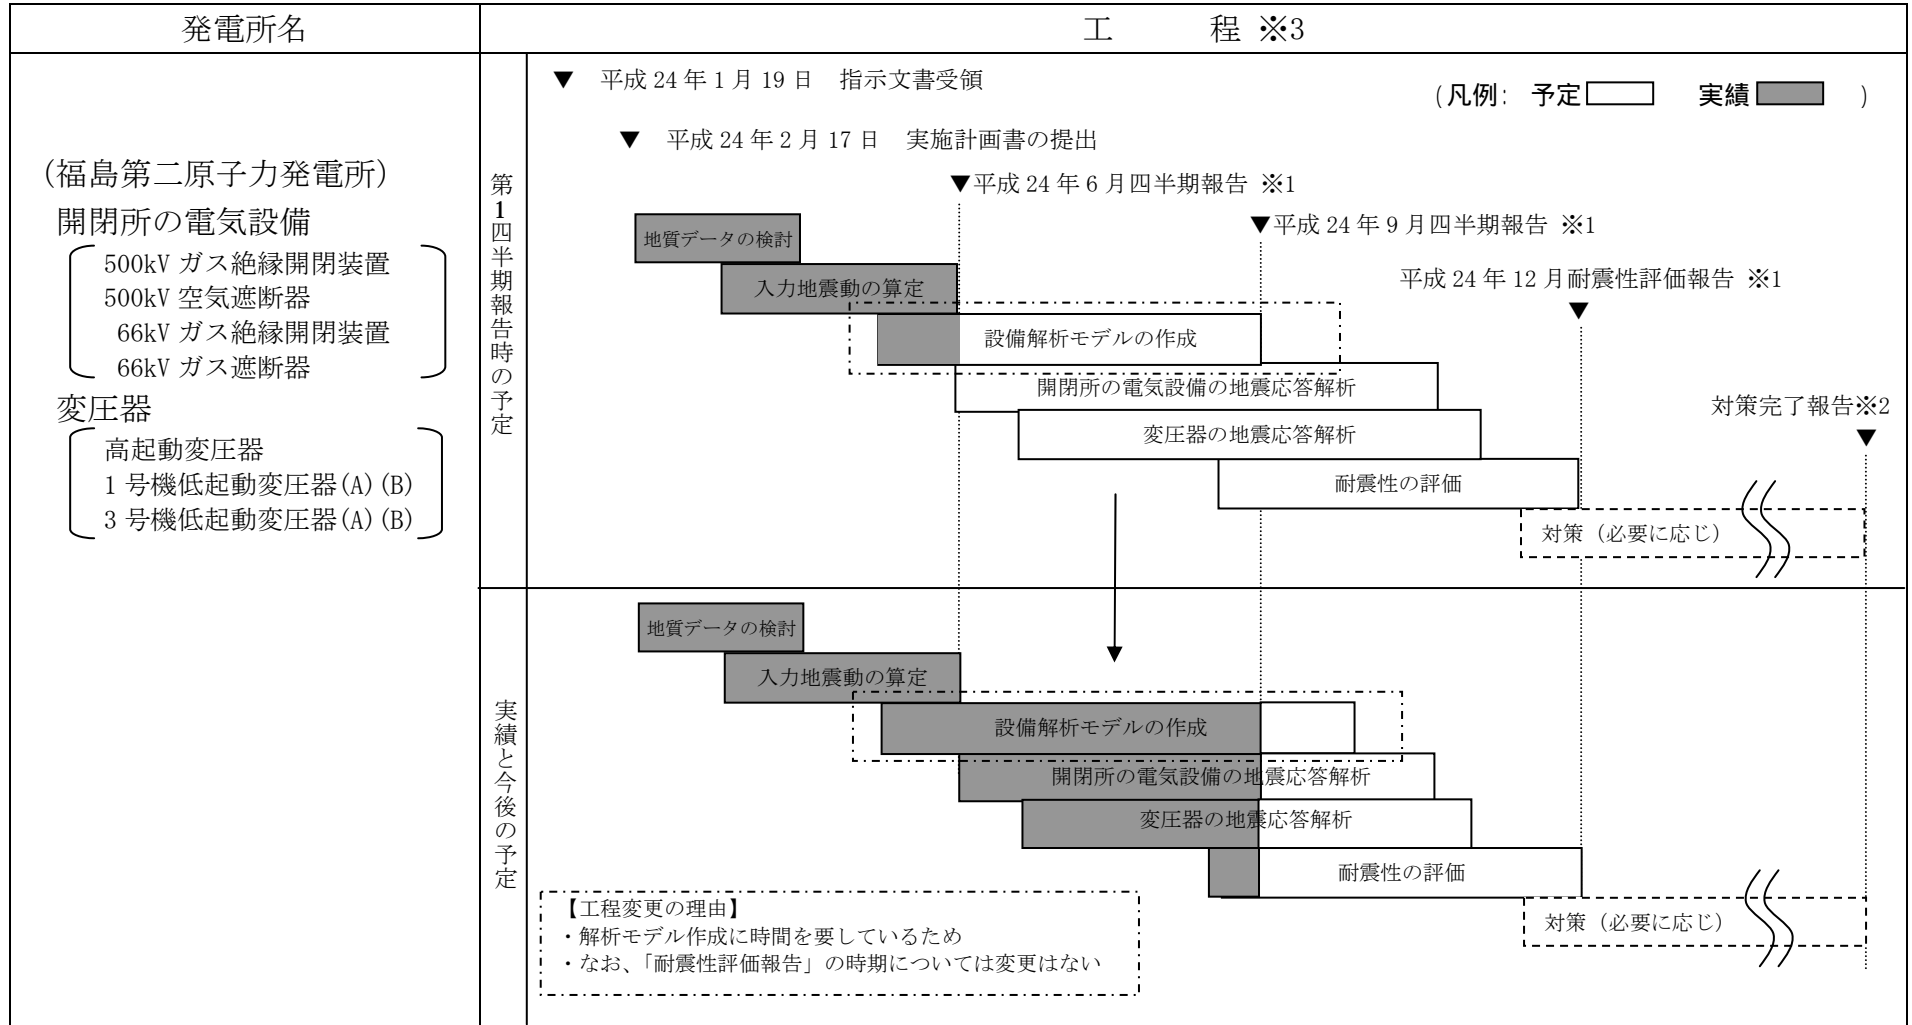 発電所名
工 程 ※3
(福島第二原子力発電所)
開閉所の電気設備
500kV ガス絶縁開閉装置
500kV 空気遮断器
66kV ガス絶縁開閉装置
66kV ガス遮断器
変圧器
高起動変圧器
1 号機低起動変圧器(A)(B)
3 号機低起動変圧器(A)(B)
第1四半期報告時の予定
▼ 平成 24 年 1 月 19 日 指示文書受領
(凡例: 予定 実績 )
▼ 平成 24 年 2 月 17 日 実施計画書の提出
▼平成 24 年 6 月四半期報告 ※1
▼平成 24 年 9 月四半期報告 ※1
平成 24 年 12 月耐震性評価報告 ※1
▼
対策完了報告※2
▼
地質データの検討
入力地震動の算定
設備解析モデルの作成
開閉所の電気設備の地震応答解析
変圧器の地震応答解析
耐震性の評価
対策（必要に応じ）
実績と今後の予定
地質データの検討
入力地震動の算定
設備解析モデルの作成
開閉所の電気設備の地震応答解析
変圧器の地震応答解析
耐震性の評価
対策（必要に応じ）
【工程変更の理由】
・解析モデル作成に時間を要しているため
・なお、「耐震性評価報告」の時期については変更はない